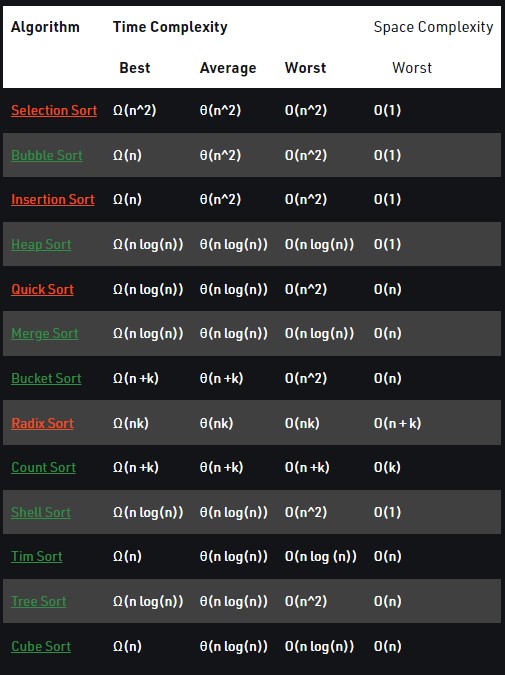 Algorithm Time Complexity Space Complexity
Best Average Worst Worst
Selection Sort Ω(n^2) θ(n^2) O(n^2) O(1)
Bubble Sort Ω(n) θ(n^2) O(n^2) O(1)
Insertion Sort Ω(n) θ(n^2) O(n^2) O(1)
Heap Sort Ω(n log(n)) θ(n log(n)) O(n log(n)) O(1)
Quick Sort Ω(n log(n)) θ(n log(n)) O(n^2) O(n)
Merge Sort Ω(n log(n)) θ(n log(n)) O(n log(n)) O(n)
Bucket Sort Ω(n +k) θ(n +k) O(n^2) O(n)
Radix Sort Ω(nk) θ(nk) O(nk) O(n + k)
Count Sort Ω(n +k) θ(n +k) O(n +k) O(k)
Shell Sort Ω(n log(n)) θ(n log(n)) O(n^2) O(1)
Tim Sort Ω(n) θ(n log(n)) O(n log (n)) O(n)
Tree Sort Ω(n log(n)) θ(n log(n)) O(n^2) O(n)
Cube Sort Ω(n) θ(n log(n)) O(n log(n)) O(n)